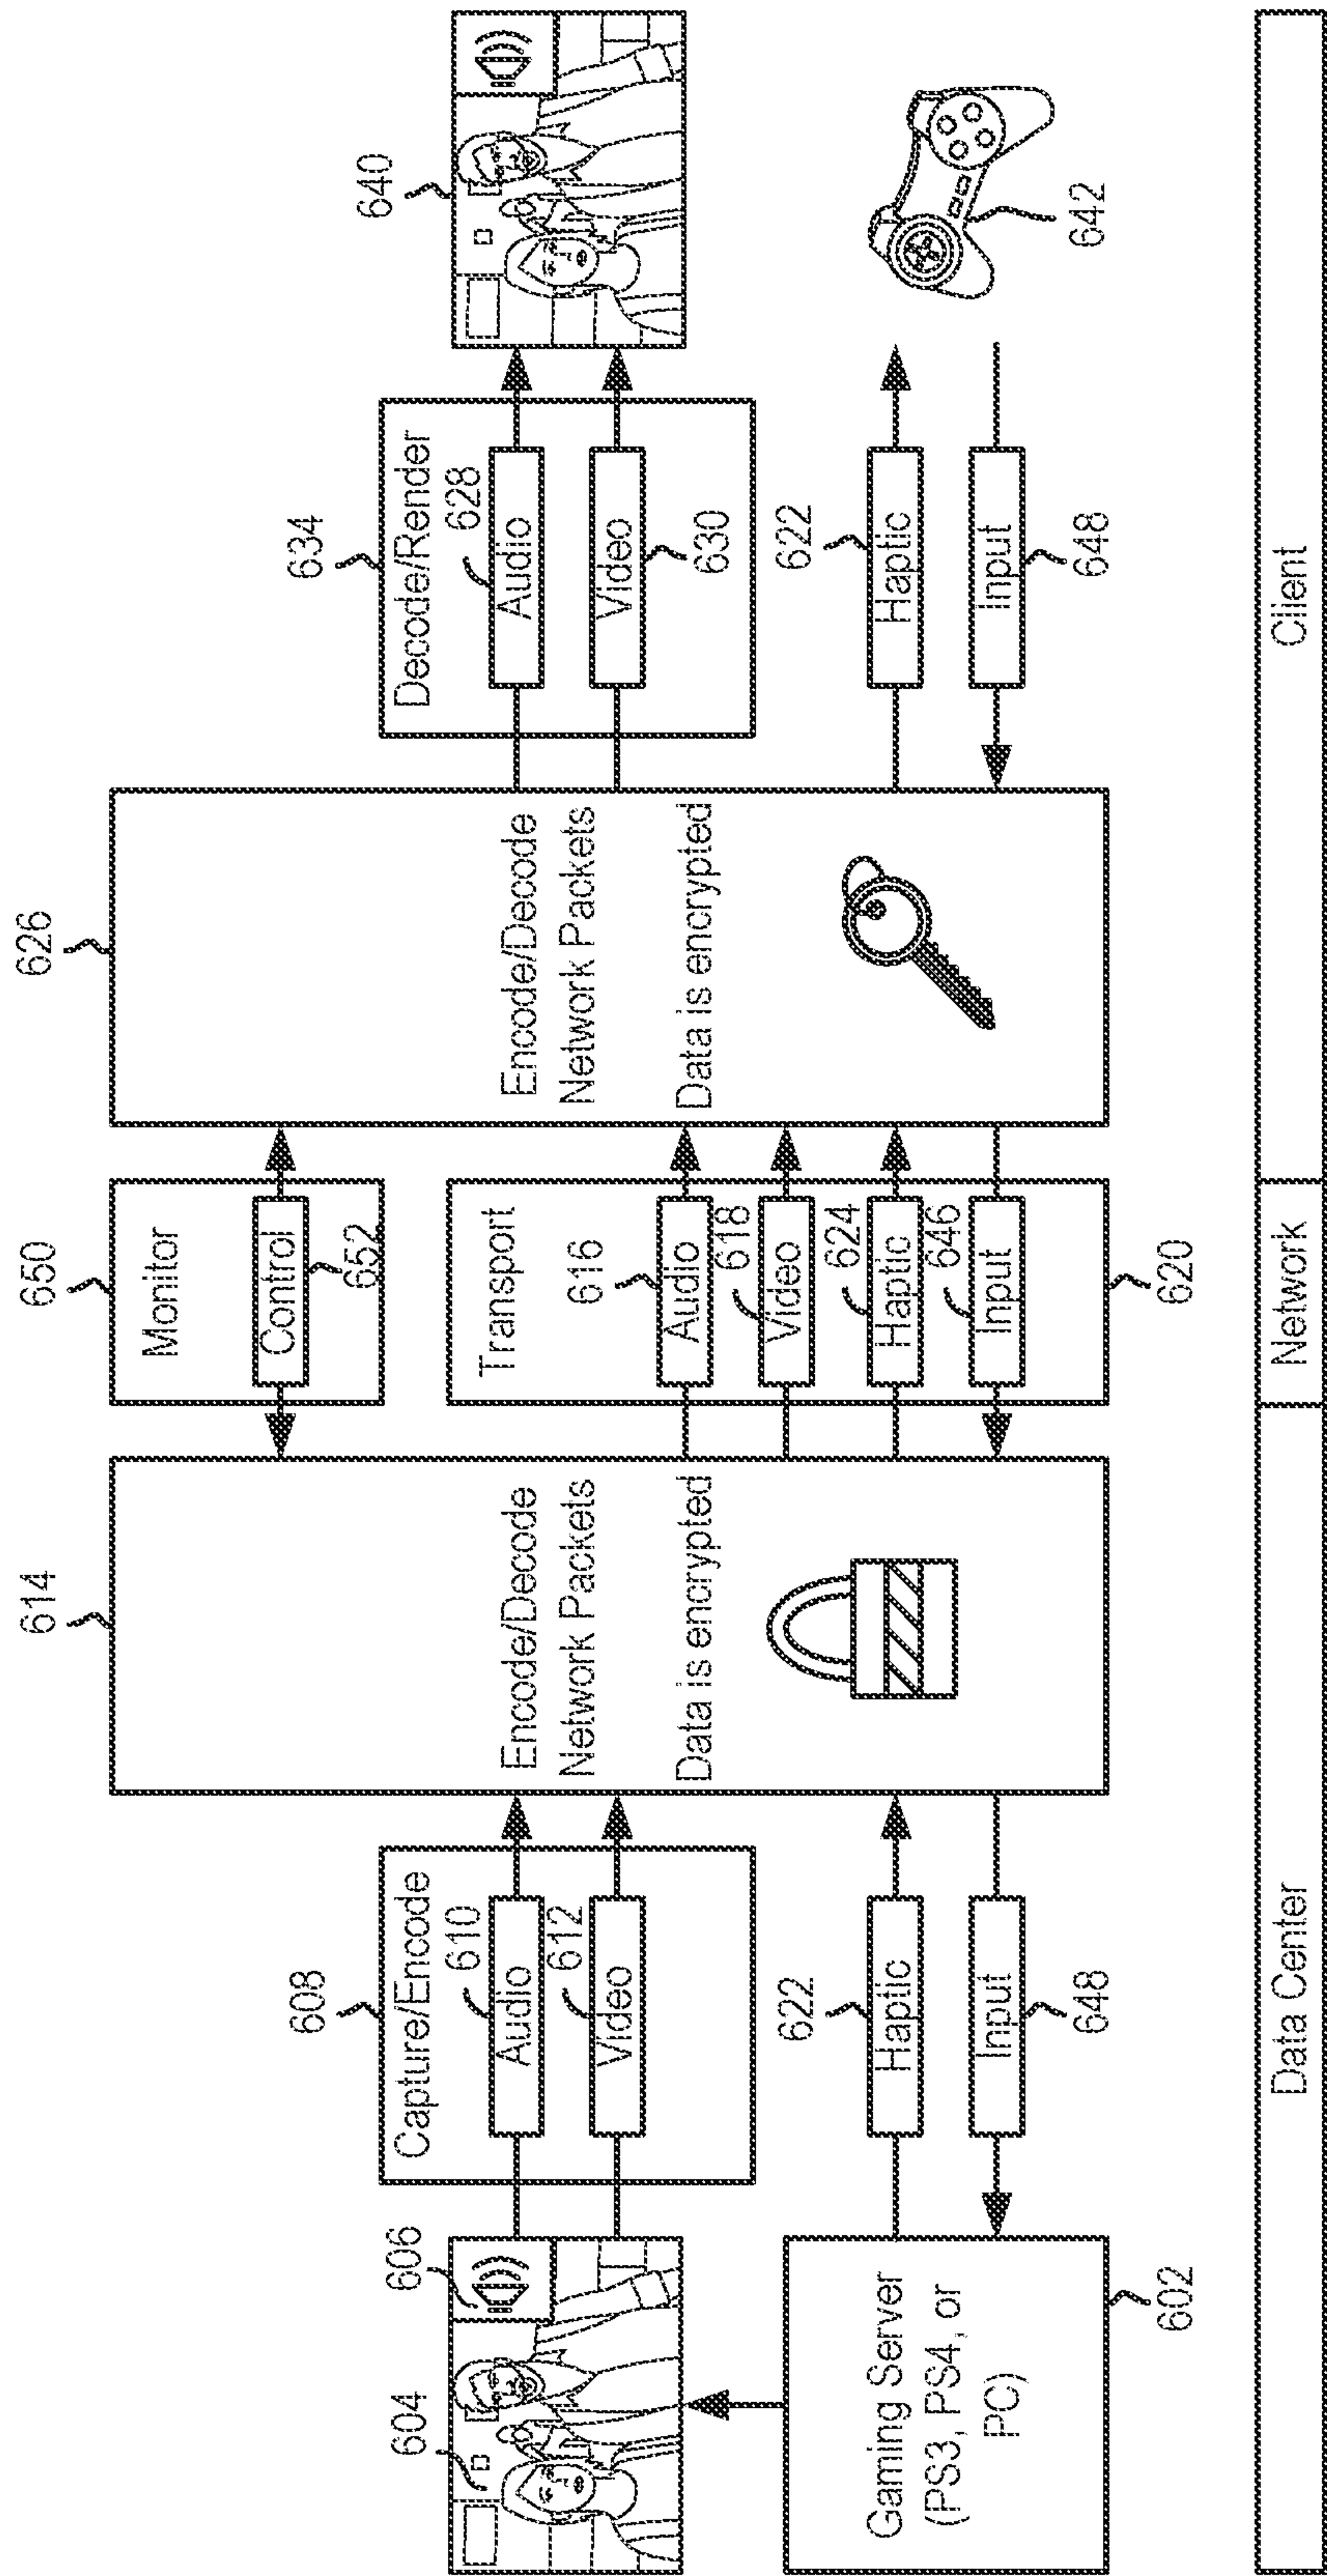 614
626
650
Monitor
Control
652
608
Capture/Encode
610
Audio
612
Video
604
606
Encode/Decode
Network Packets
Data is encrypted
Transport
616
Audio
618
Video
624
Haptic
646
Input
620
Encode/Decode
Network Packets
Data is encrypted
634
Decode/Render
628
Audio
Video
630
640
Gaming Server
(PS3, PS4, or
PC)
602
622
Haptic
Input
648
622
Haptic
Input
648
642
Data Center
Network
Client